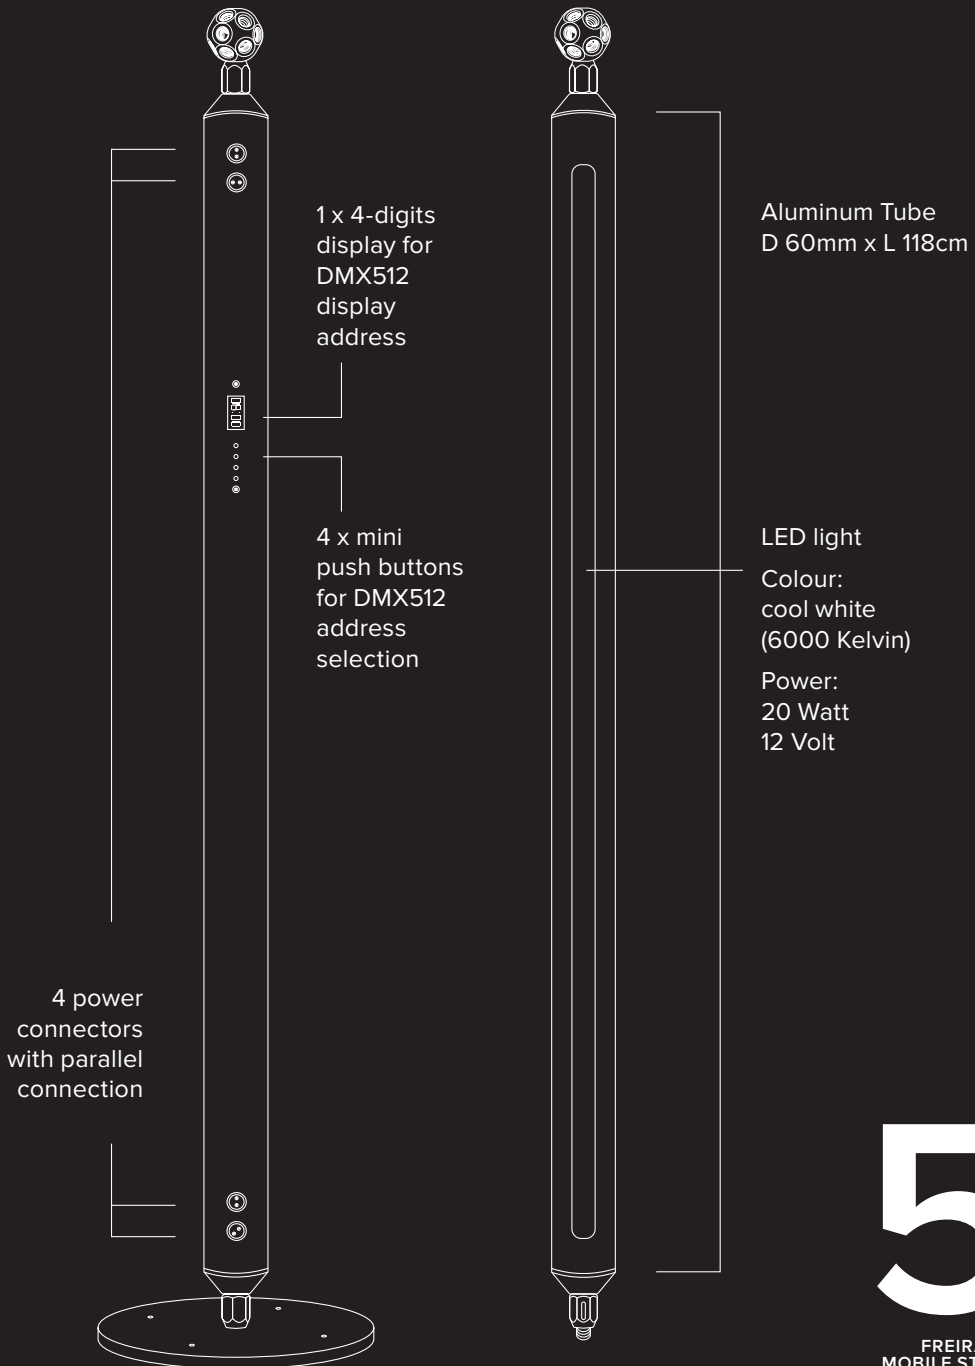 1 x 4-digits
display for
DMX512
display
address
4 x mini
push buttons
for DMX512
address
selection
4 power
connectors
with parallel
connection
Aluminum Tube
D 60mm x L 118cm
LED light
Colour:
cool white
(6000 Kelvin)
Power:
20 Watt
12 Volt
5
MOBILE